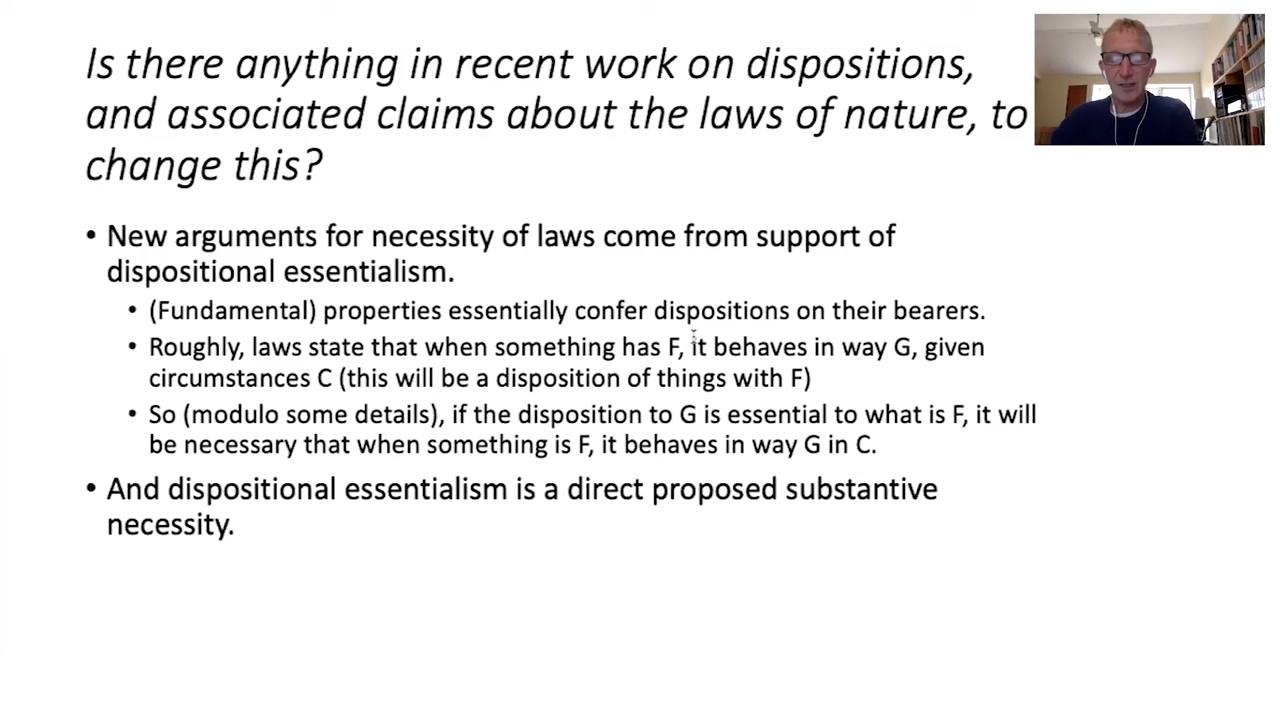 Is there anything in recent work on dispositions,
and associated claims about the laws of nature, to
change this?
• New arguments for necessity of laws come from support of
dispositional essentialism.
• (Fundamental) properties essentially confer dispositions on their bearers.
• Roughly, laws state that when something has F, it behaves in way G, given
circumstances C (this will be a disposition of things with F)
• So (modulo some details), if the disposition to G is essential to what is F, it will
be necessary that when something is F, it behaves in way G in C.
• And dispositional essentialism is a direct proposed substantive
necessity.